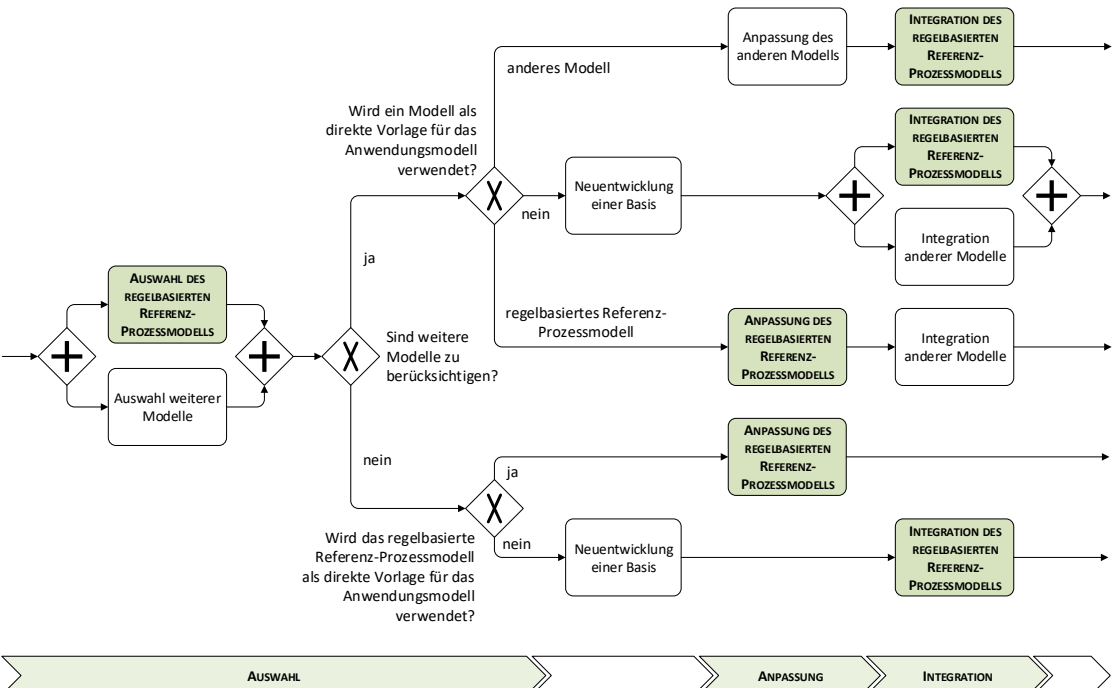 Anpassung des
anderen Modells
INTEGRATION DES
REGELBASIERTEN
REFERENZ-
PROZESSMODELLS
anderes Modell
Wird ein Modell als
direkte Vorlage für das
Anwendungsmodell
verwendet?
nein
Neuentwicklung
einer Basis
INTEGRATION DES
REGELBASIERTEN
REFERENZ-
PROZESSMODELLS
Integration
anderer Modelle
ja
AUSWAHL DES
REGELBASIERTEN
REFERENZ-
PROZESSMODELLS
Auswahl weiterer
Modelle
Sind weitere
Modelle zu
berücksichtigen?
regelbasiertes Referenz-
Prozessmodell
ANPASSUNG DES
REGELBASIERTEN
REFERENZ-
PROZESSMODELLS
Integration
anderer Modelle
nein
ja
ANPASSUNG DES
REGELBASIERTEN
REFERENZ-
PROZESSMODELLS
Wird das regelbasierte
Referenz-Prozessmodell
als direkte Vorlage für das
Anwendungsmodell
verwendet?
nein
Neuentwicklung
einer Basis
INTEGRATION DES
REGELBASIERTEN
REFERENZ-
PROZESSMODELLS
AUSWAHL
ANPASSUNG
INTEGRATION